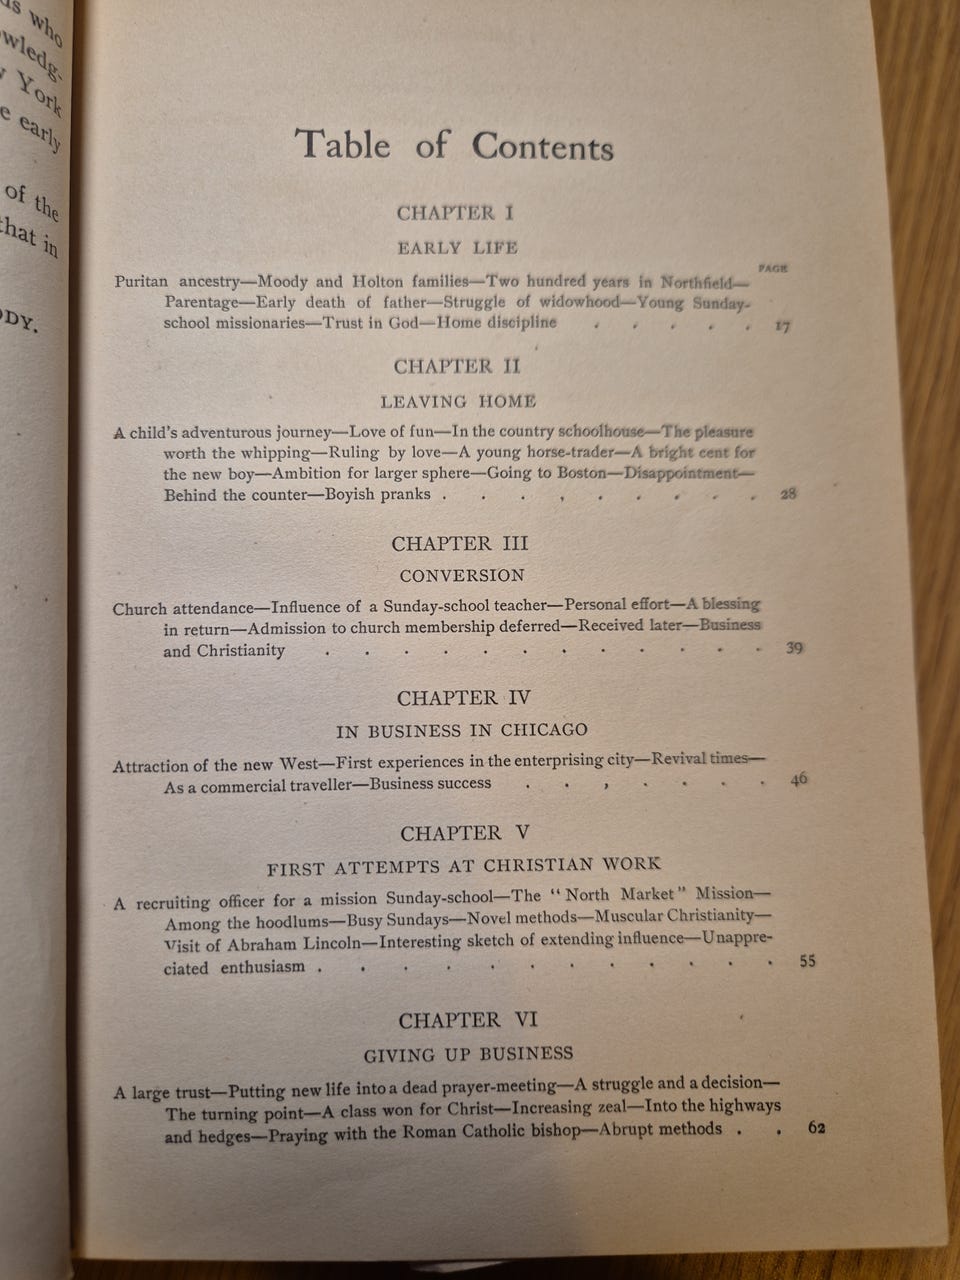 who
York
early
of the
that in
Table of Contents
CHAPTER I
EARLY LIFE
PAGE
Puritan ancestry—Moody and Holton families—Two hundred years in Northfield—
Parentage—Early death of father—Struggle of widowhood—Young Sunday-
school missionaries—Trust in God—Home discipline . . . . . 17
CHAPTER II
LEAVING HOME
A child's adventurous journey—Love of fun—In the country schoolhouse—The pleasure
worth the whipping—Ruling by love—A young horse-trader—A bright cent for
the new boy—Ambition for larger sphere—Going to Boston—Disappointment—
Behind the counter—Boyish pranks . . . . . . . . . 28
CHAPTER III
CONVERSION
Church attendance—Influence of a Sunday-school teacher—Personal effort—A blessing
in return—Admission to church membership deferred—Received later—Business
and Christianity . . . . . . . . . . . . 39
CHAPTER IV
IN BUSINESS IN CHICAGO
Attraction of the new West—First experiences in the enterprising city—Revival times—
As a commercial traveller—Business success . . , . . . . 46
CHAPTER V
FIRST ATTEMPTS AT CHRISTIAN WORK
A recruiting officer for a mission Sunday-school—The "North Market" Mission—
Among the hoodlums—Busy Sundays—Novel methods—Muscular Christianity—
Visit of Abraham Lincoln—Interesting sketch of extending influence—Unappre-
ciated enthusiasm . . . . . . . . . . . . 55
CHAPTER VI
GIVING UP BUSINESS
A large trust—Putting new life into a dead prayer-meeting—A struggle and a decision—
The turning point—A class won for Christ—Increasing zeal—Into the highways
and hedges—Praying with the Roman Catholic bishop—Abrupt methods . . 62